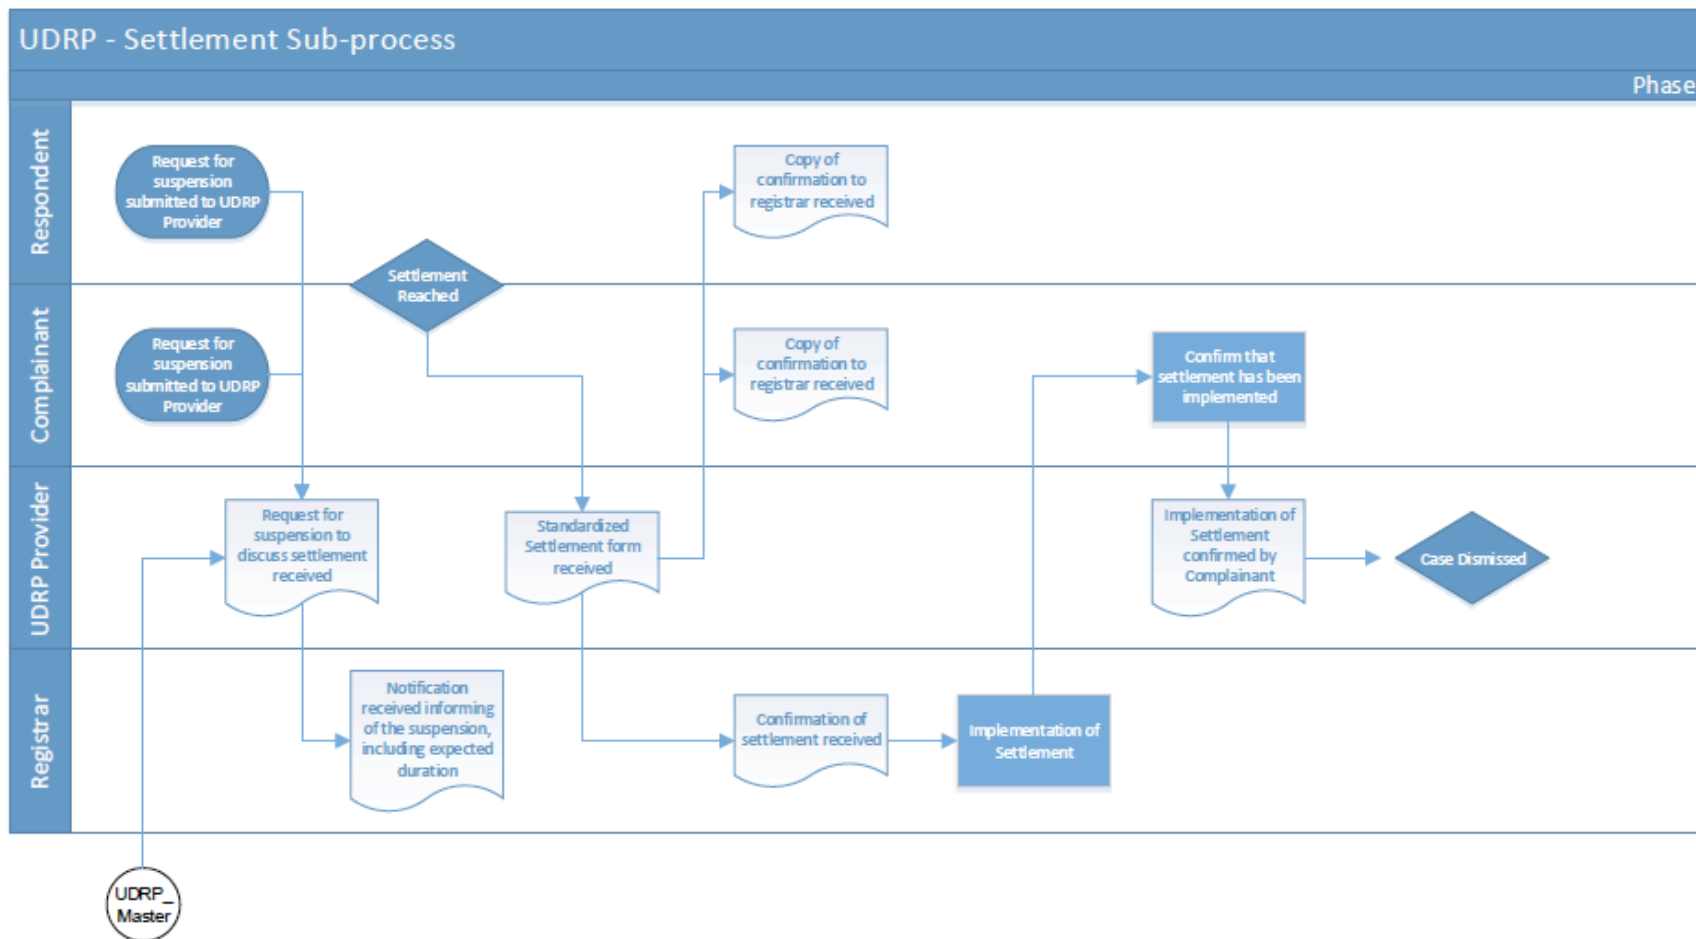 UDRP - Settlement Sub-process
Phase
Respondent
Request for
suspension
submitted to UDRP
Provider
Copy of
confirmation to
registrar received
Settlement
Reached
Complainant
Request for
suspension
submitted to UDRP
Provider
Copy of
confirmation to
registrar received
Confirm that
settlement has been
implemented
UDRP Provider
Request for
suspension to
discuss settlement
received
Standardized
Settlement form
received
Implementation of
Settlement
confirmed by
Complainant
Case Dismissed
Registrar
Notification
received informing
of the suspension,
including expected
duration
Confirmation of
settlement received
Implementation of
Settlement
UDRP_
Master